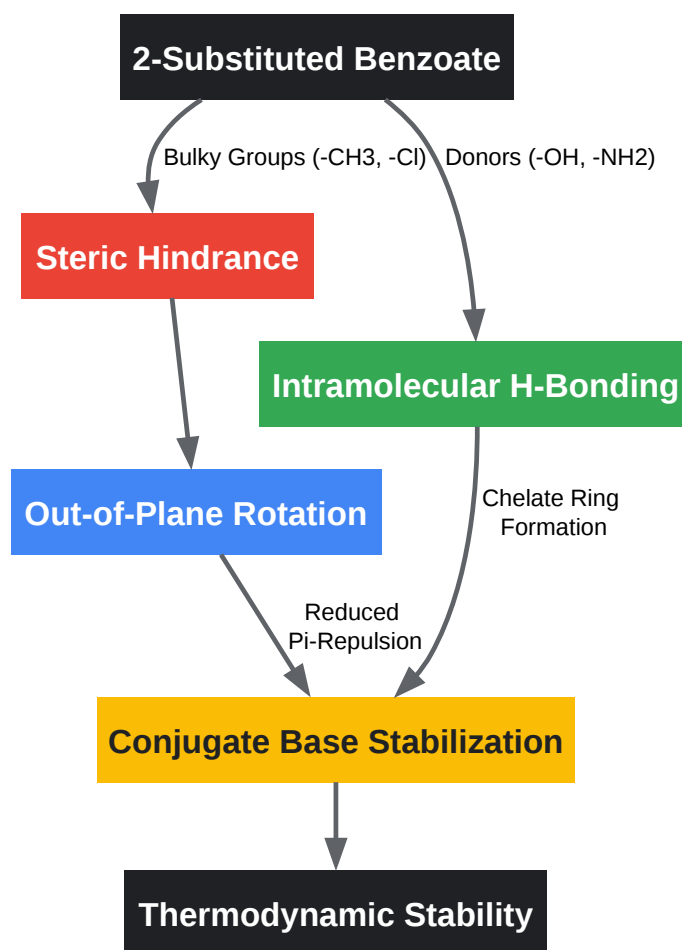 2-Substituted Benzoate
Bulky Groups (-CH3, -Cl)
Donors (-OH, -NH2)
Steric Hindrance
Intramolecular H-Bonding
Out-of-Plane Rotation
Chelate Ring
Formation
Reduced
Pi-Repulsion
Conjugate Base Stabilization
Thermodynamic Stability